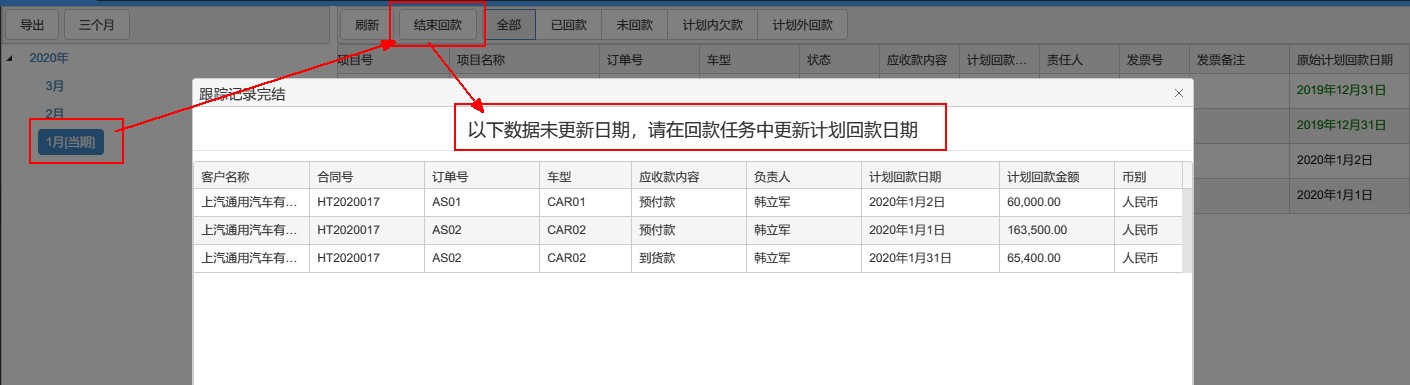 导出 三个月 刷新 结束回款 全部 已回款 未回款 计划内欠款 计划外回款
2020年
3月
2月
1月[当期]
项目号 项目名称 订单号 车型 状态 应收款内容 计划回款... 责任人 发票号 发票备注 原始计划回款日期
2019年12月31日
2019年12月31日
2020年1月2日
2020年1月1日
跟踪记录完结
以下数据未更新日期，请在回款任务中更新计划回款日期
客户名称 合同号 订单号 车型 应收款内容 负责人 计划回款日期 计划回款金额 币别
上汽通用汽车有... HT2020017 AS01 CAR01 预付款 韩立军 2020年1月2日 60,000.00 人民币
上汽通用汽车有... HT2020017 AS02 CAR02 预付款 韩立军 2020年1月1日 163,500.00 人民币
上汽通用汽车有... HT2020017 AS02 CAR02 到货款 韩立军 2020年1月31日 65,400.00 人民币